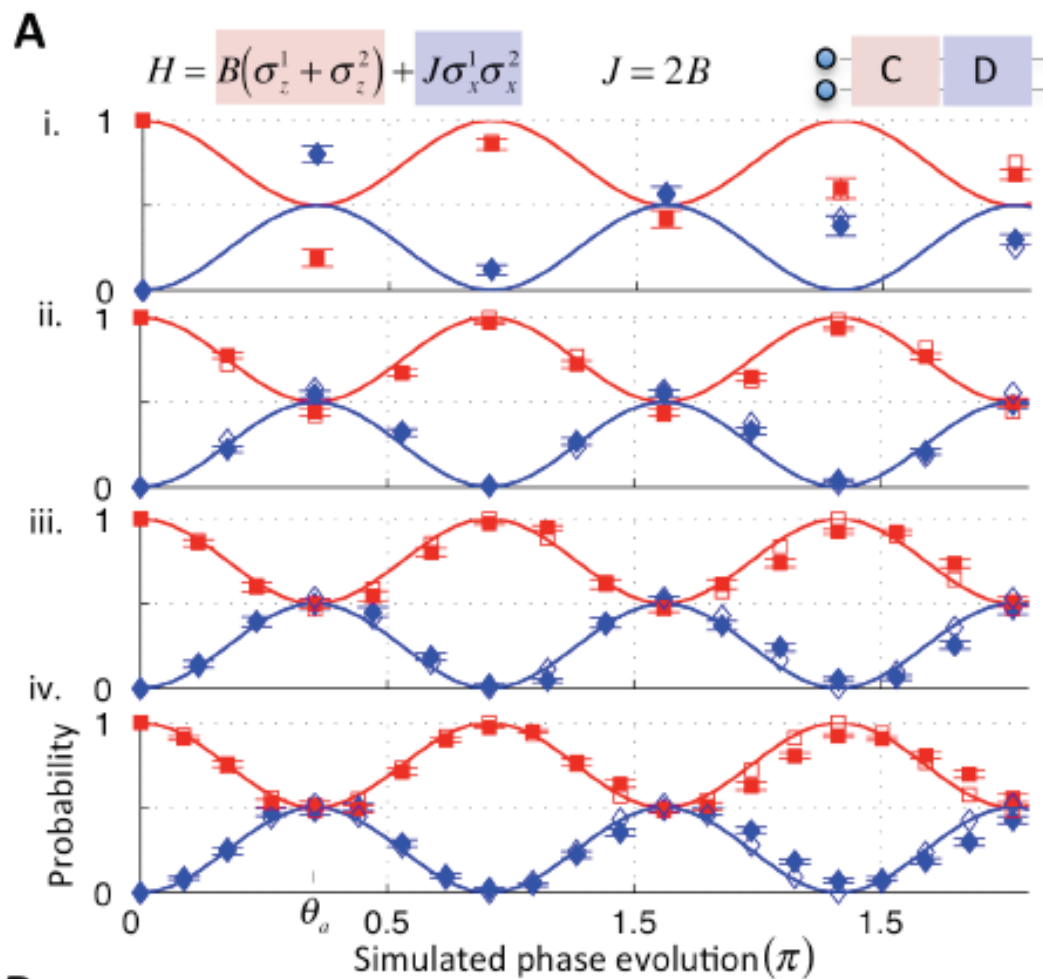 A
H = B(σ_z^1 + σ_z^2) + Jσ_x^1σ_x^2 J = 2B C D
i. 1
0
ii. 1
0
iii. 1
0
iv. 1
0
Probability
0 θ_a 0.5 1.5 1.5
Simulated phase evolution (π)